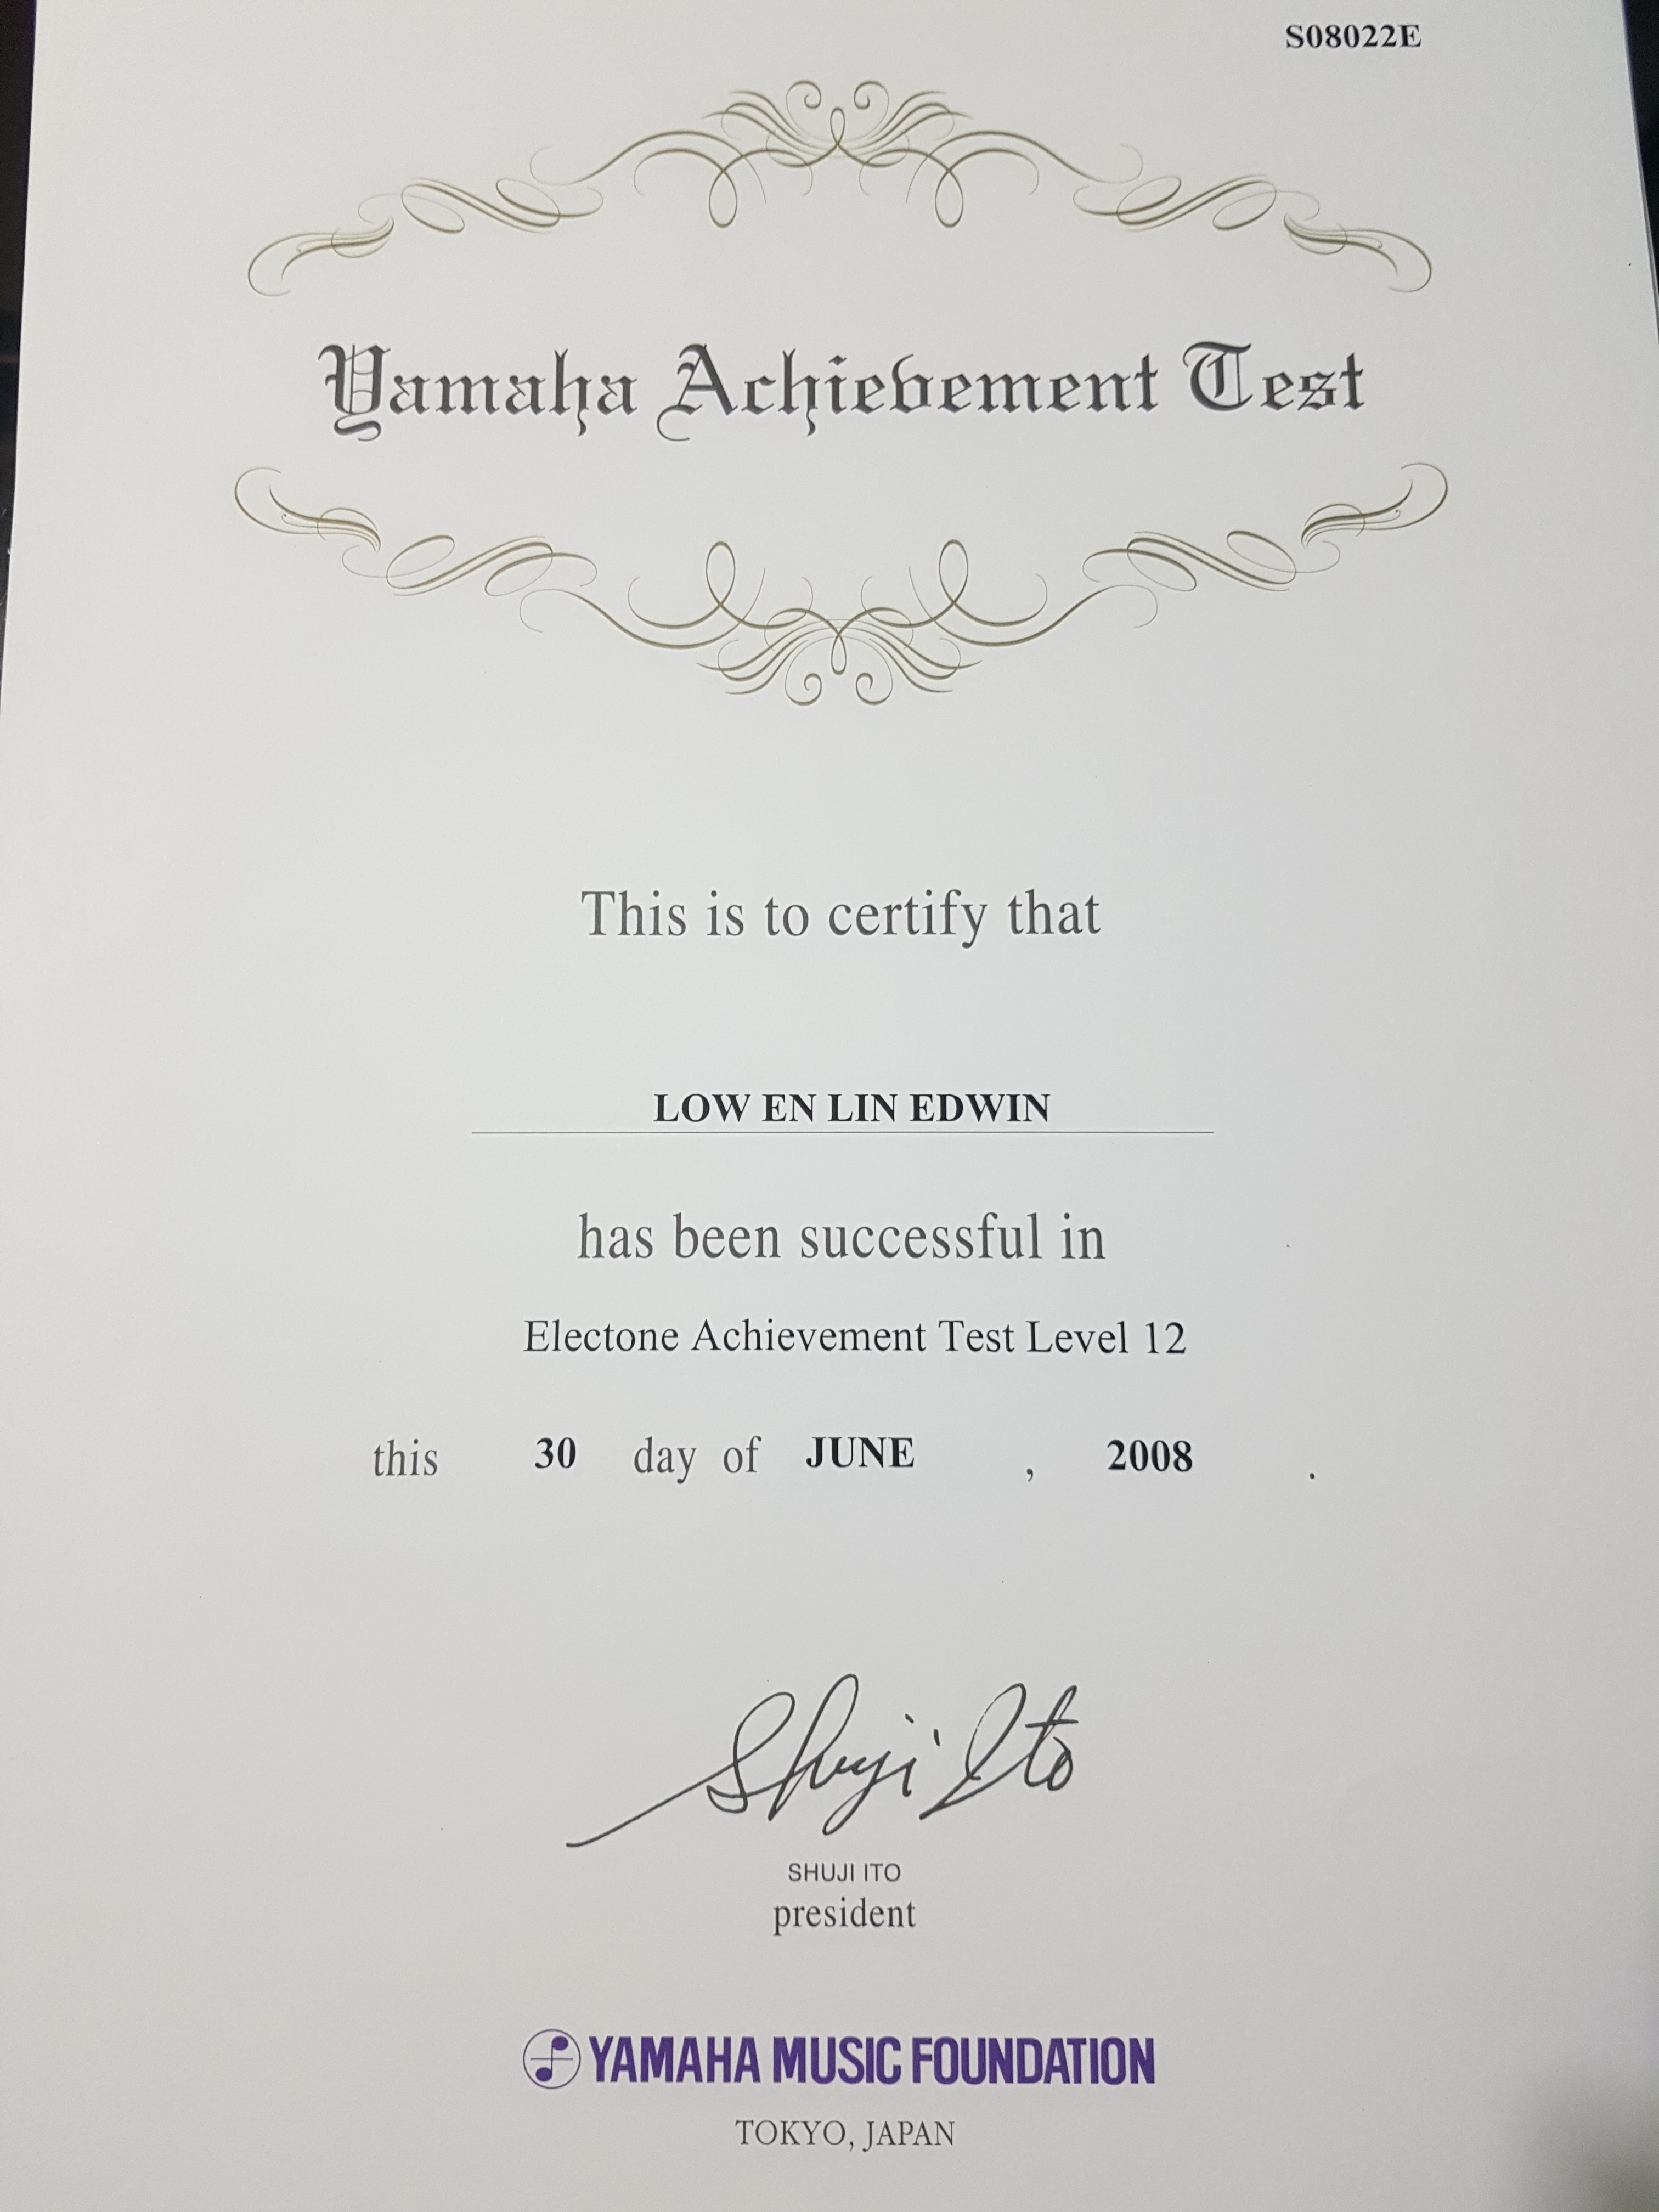 S08022E
Yamaha Achievement Test
This is to certify that
LOW EN LIN EDWIN
has been successful in
Electone Achievement Test Level 12
this 30 day of JUNE , 2008 .
Shuji Ito
SHUJI ITO
president
YAMAHA MUSIC FOUNDATION
TOKYO, JAPAN